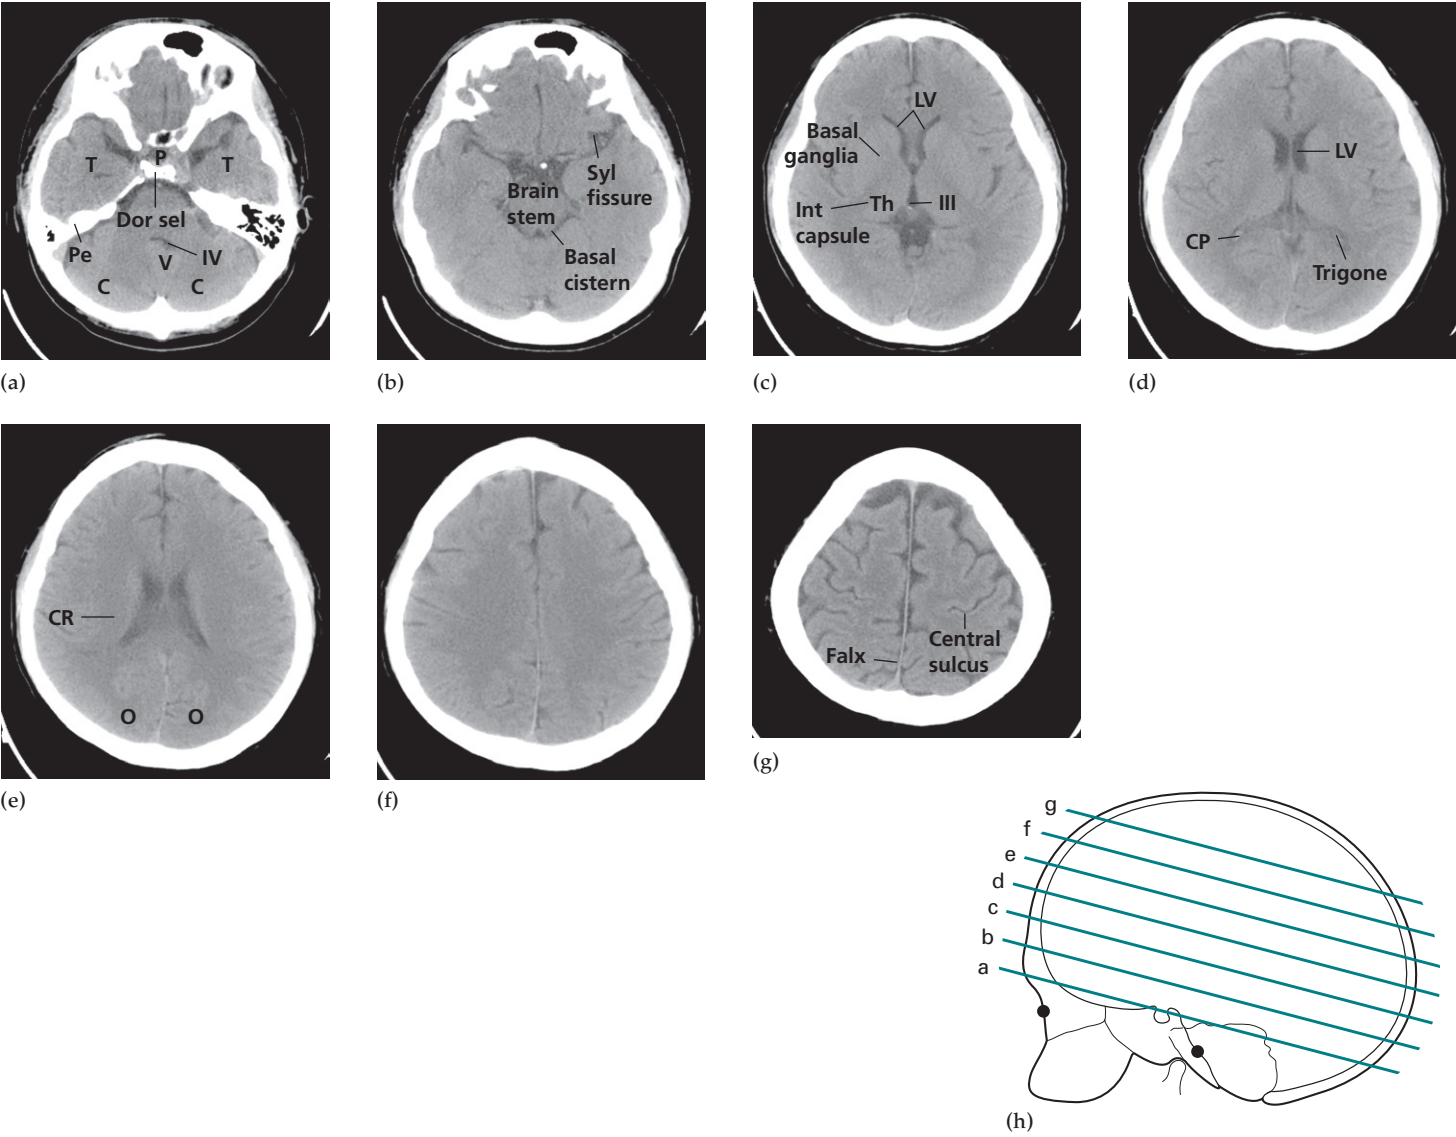 T
P
T
Dor sel
Pe
V
IV
C
C
(a)
Brain
stem
Syl
fissure
Basal
cistern
(b)
LV
Basal
ganglia
Int
capsule
Th
III
(c)
LV
CP
Trigone
(d)
CR
O
O
(e)
(f)
Falx
Central
sulcus
(g)
g
f
e
d
c
b
a
(h)